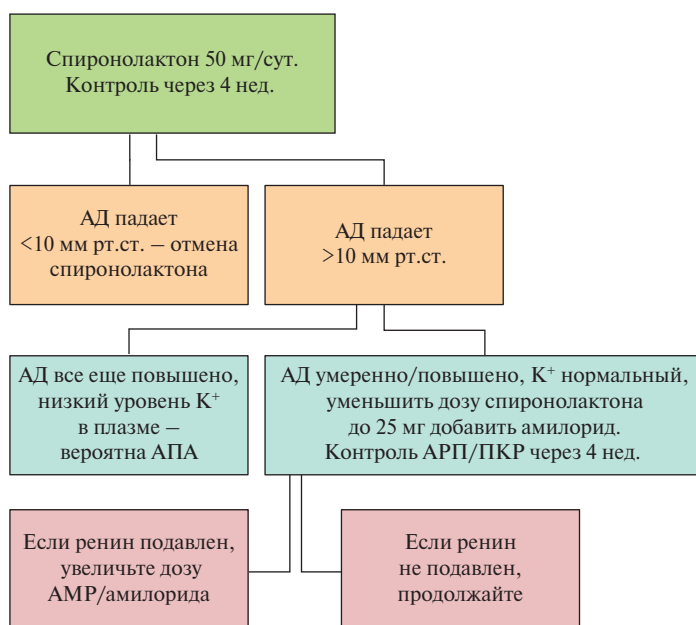 Спиронолактон 50 мг/сут.
Контроль через 4 нед.
АД падает
<10 мм рт.ст. – отмена
спиронолактона
АД падает
>10 мм рт.ст.
АД все еще повышено,
низкий уровень K⁺
в плазме –
вероятна АПА
АД умеренно/повышено, K⁺ нормальный,
уменьшить дозу спиронолактона
до 25 мг добавить амилорид.
Контроль АРП/ПКР через 4 нед.
Если ренин подавлен,
увеличьте дозу
АМР/амилорида
Если ренин
не подавлен,
продолжайте